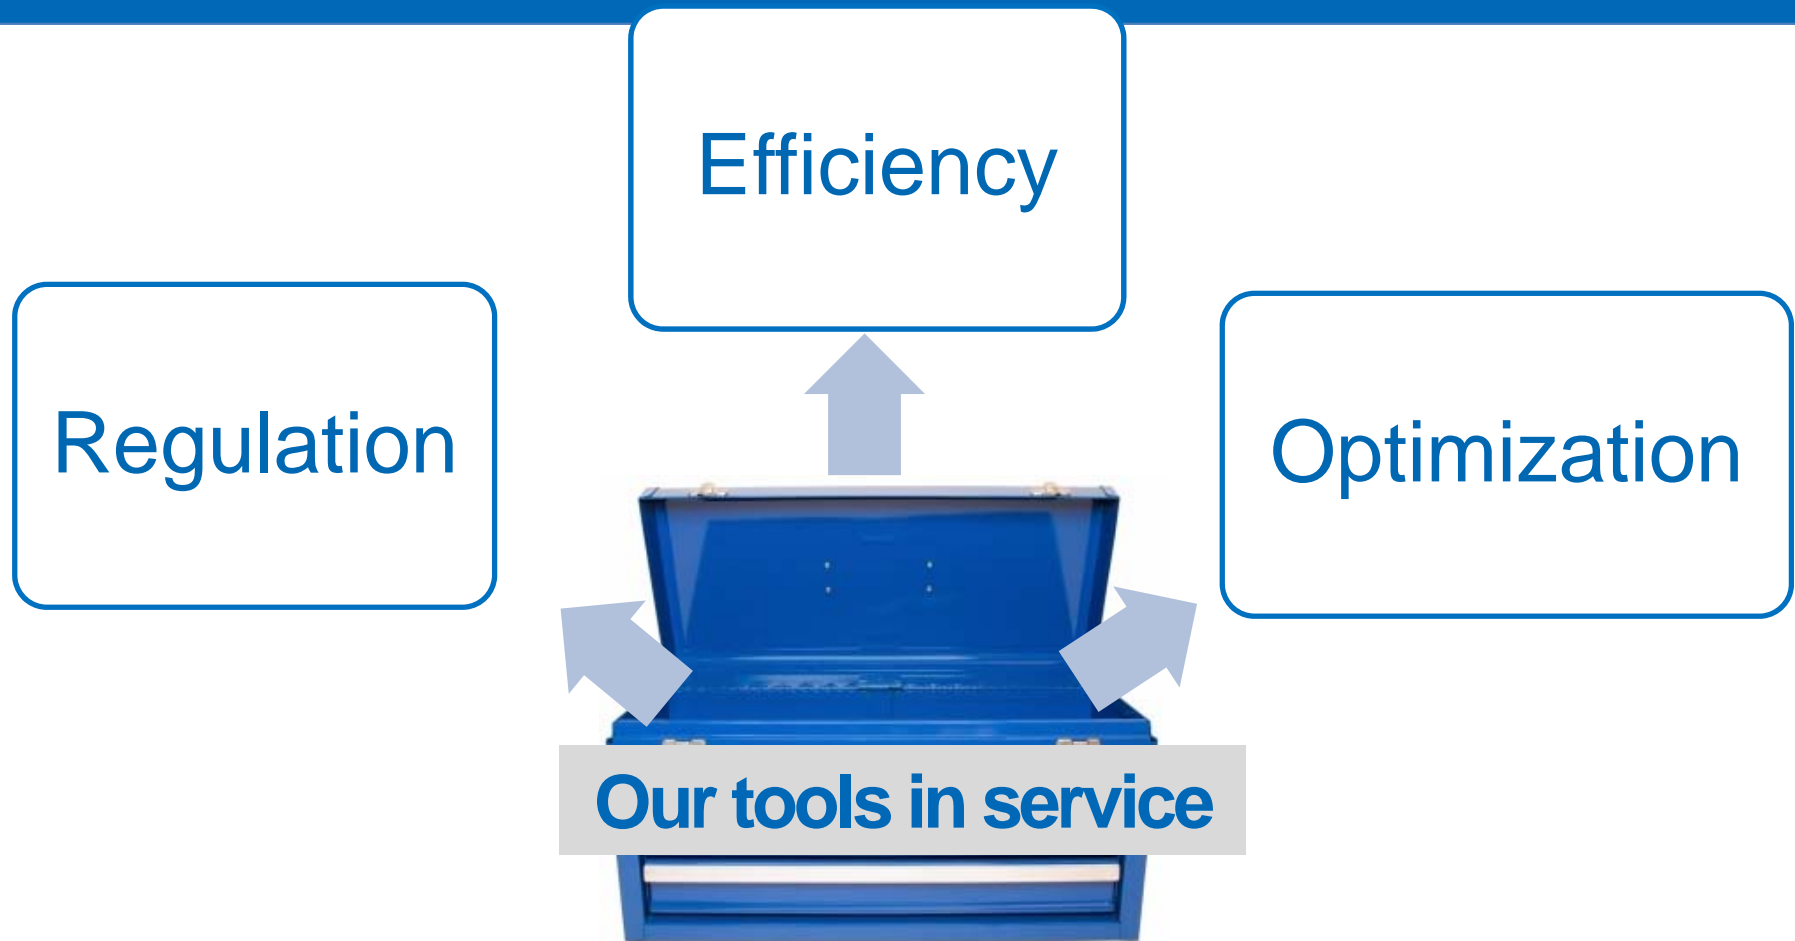 Efficiency
Regulation
Optimization
Our tools in service